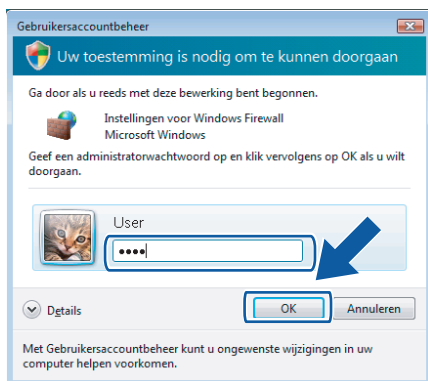 Gebruikersaccountbeheer
Uw toestemming is nodig om te kunnen doorgaan
Ga door als u reeds met deze bewerking bent begonnen.
Instellingen voor Windows Firewall
Microsoft Windows
Geef een administratorwachtwoord op en klik vervolgens op OK als u wilt
doorgaan.
User
••••
Details
OK
Annuleren
Met Gebruikersaccountbeheer kunt u ongewenste wijzigingen in uw
computer helpen voorkomen.